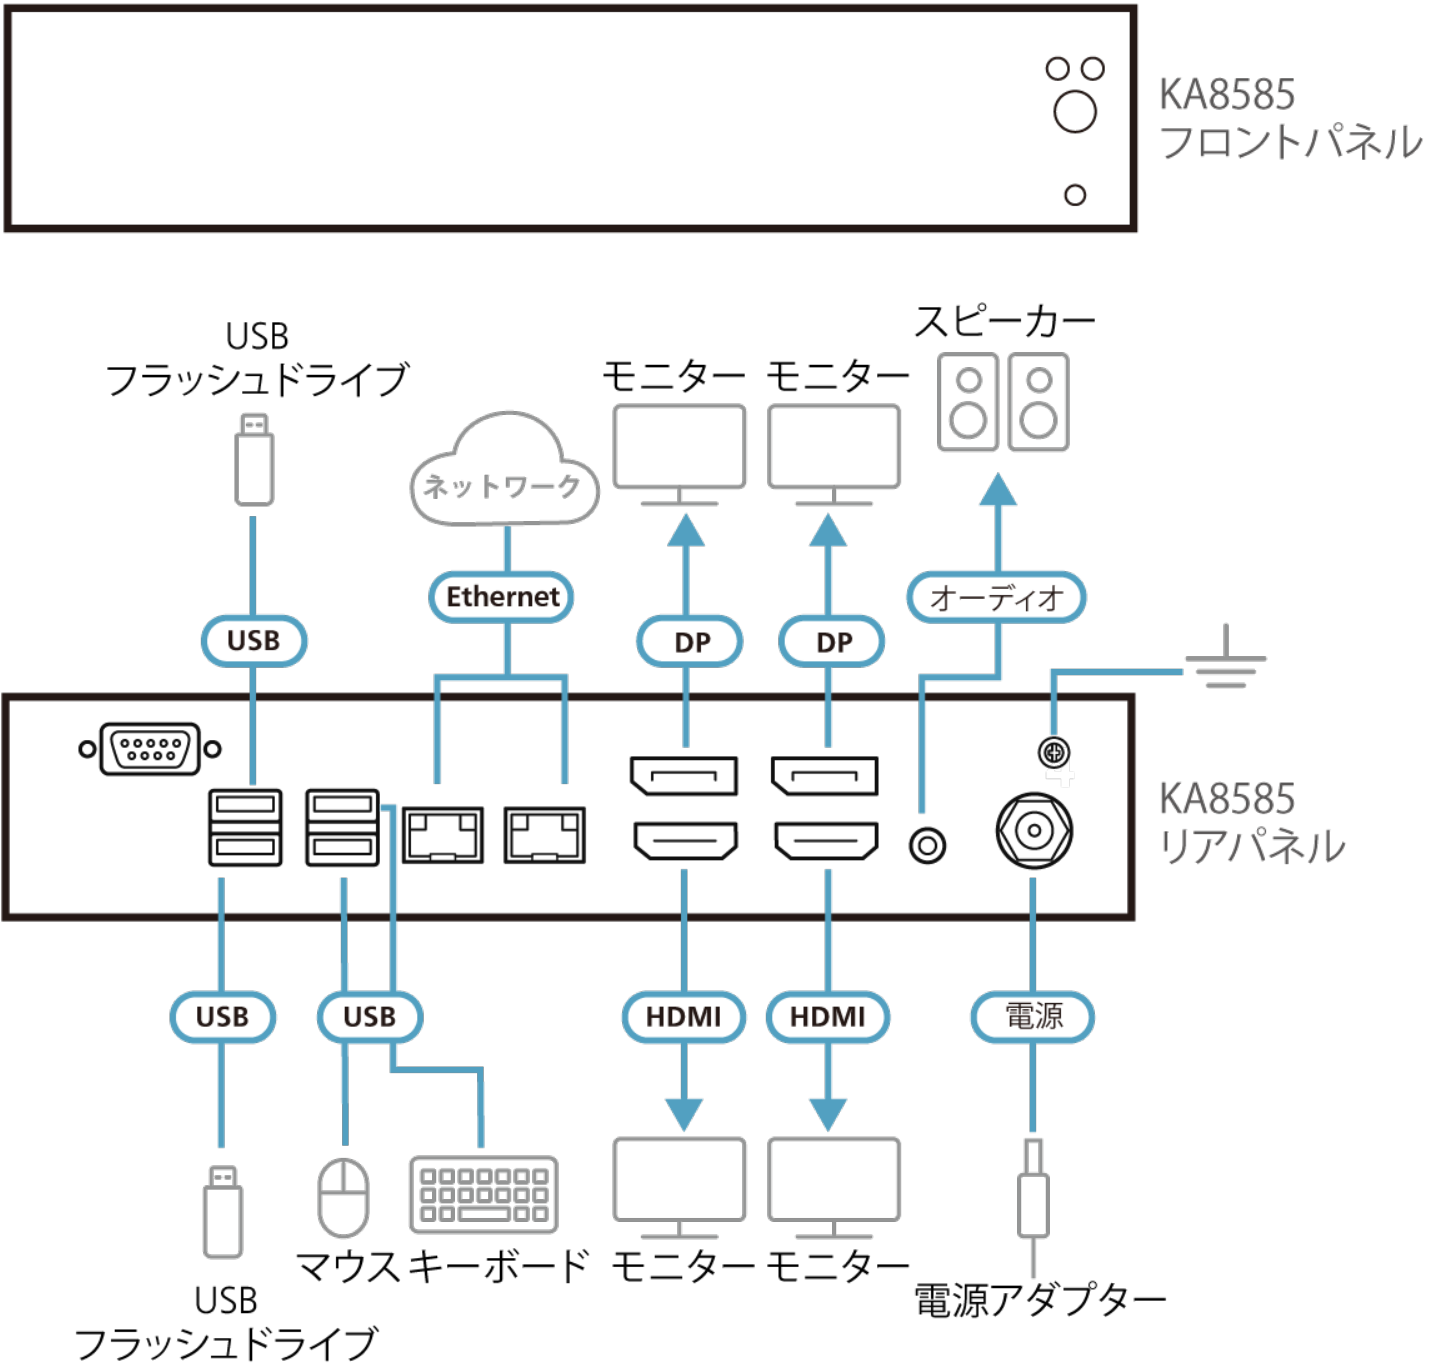 KA8585
フロントパネル
スピーカー
USB
フラッシュドライブ
モニター
モニター
ネットワーク
Ethernet
オーディオ
USB
DP
DP
KA8585
リアパネル
USB
USB
HDMI
HDMI
電源
マウス
キーボード
モニター
モニター
USB
フラッシュドライブ
電源アダプター